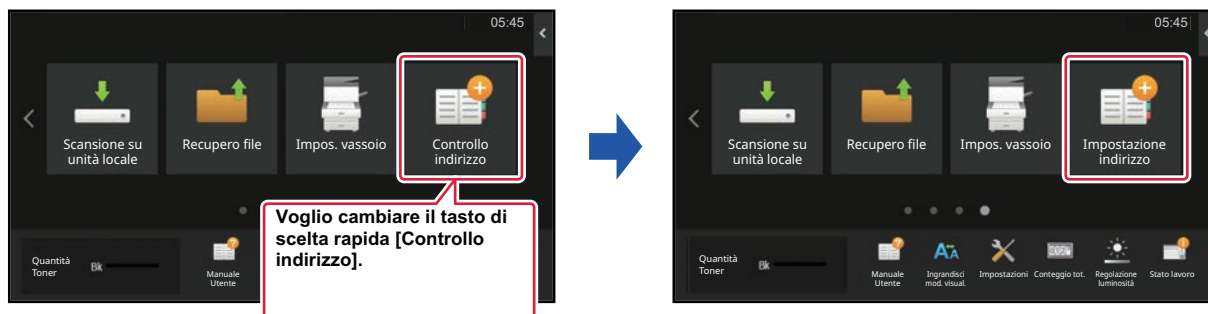 05:45
Scansione su
unità locale
Recupero file
Impos. vassoio
Controllo
indirizzo
Voglio cambiare il tasto di
scelta rapida [Controllo
indirizzo].
Quantità
Toner
Bk
Manuale
Utente
05:45
Scansione su
unità locale
Recupero file
Impos. vassoio
Impostazione
indirizzo
Quantità
Toner
Bk
Manuale
Utente
Ingrandisci
mod. visual.
Impostazioni
Conteggio tot.
Regolazione
luminosità
Stato lavoro